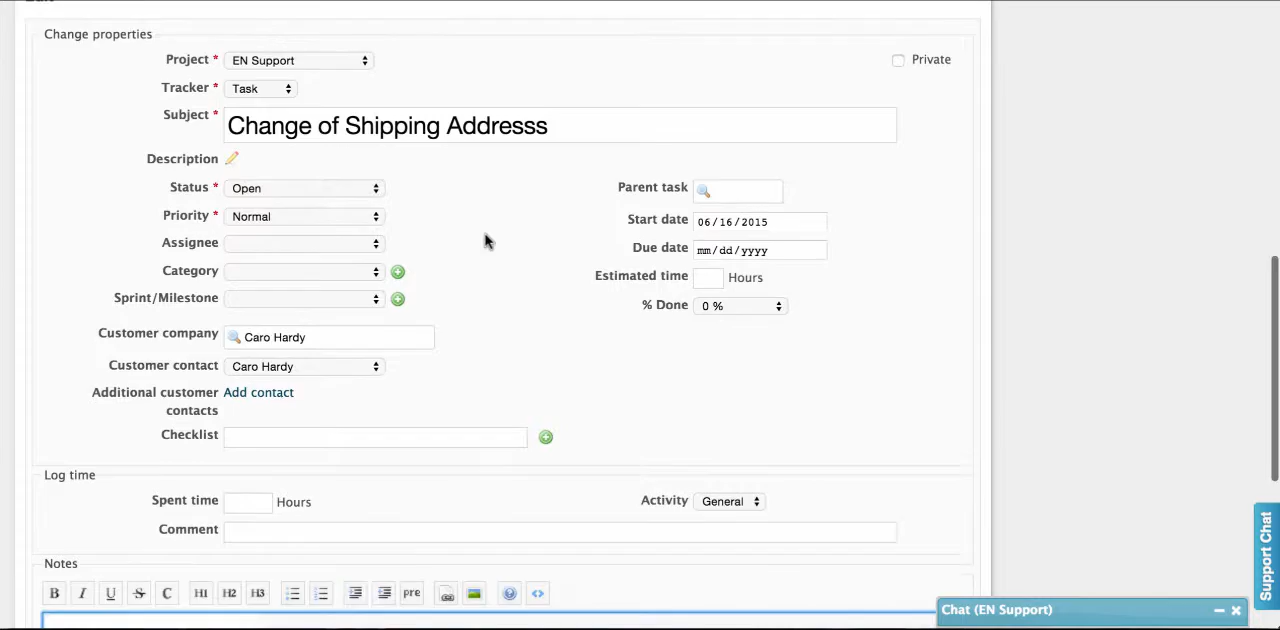 Change properties
Project * EN Support Private
Tracker * Task
Subject * Change of Shipping Addresss
Description
Status * Open Parent task
Priority * Normal Start date 06/16/2015
Assignee Due date mm/dd/yyyy
Category Estimated time Hours
Sprint/Milestone % Done 0 %
Customer company Caro Hardy
Customer contact Caro Hardy
Additional customer Add contact
contacts
Checklist
Log time
Spent time Hours Activity General
Comment
Notes
B I U S C H1 H2 H3 pre
Chat (EN Support)
Support Chat